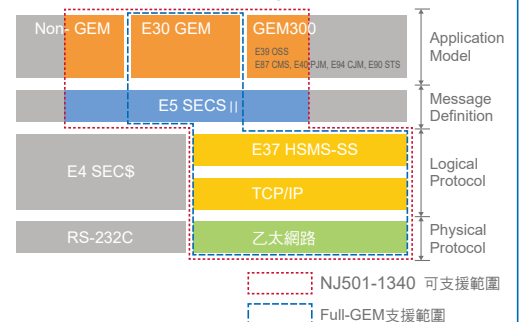 Non- GEM
E30 GEM
GEM300
E39 OSS
E87 CMS, E40 PJM, E94 CJM, E90 STS
Application
Model
E5 SECS II
Message
Definition
E37 HSMS-SS
E4 SEC$
TCP/IP
Logical
Protocol
RS-232C
乙太網路
Physical
Protocol
NJ501-1340 可支援範圍
Full-GEM支援範圍